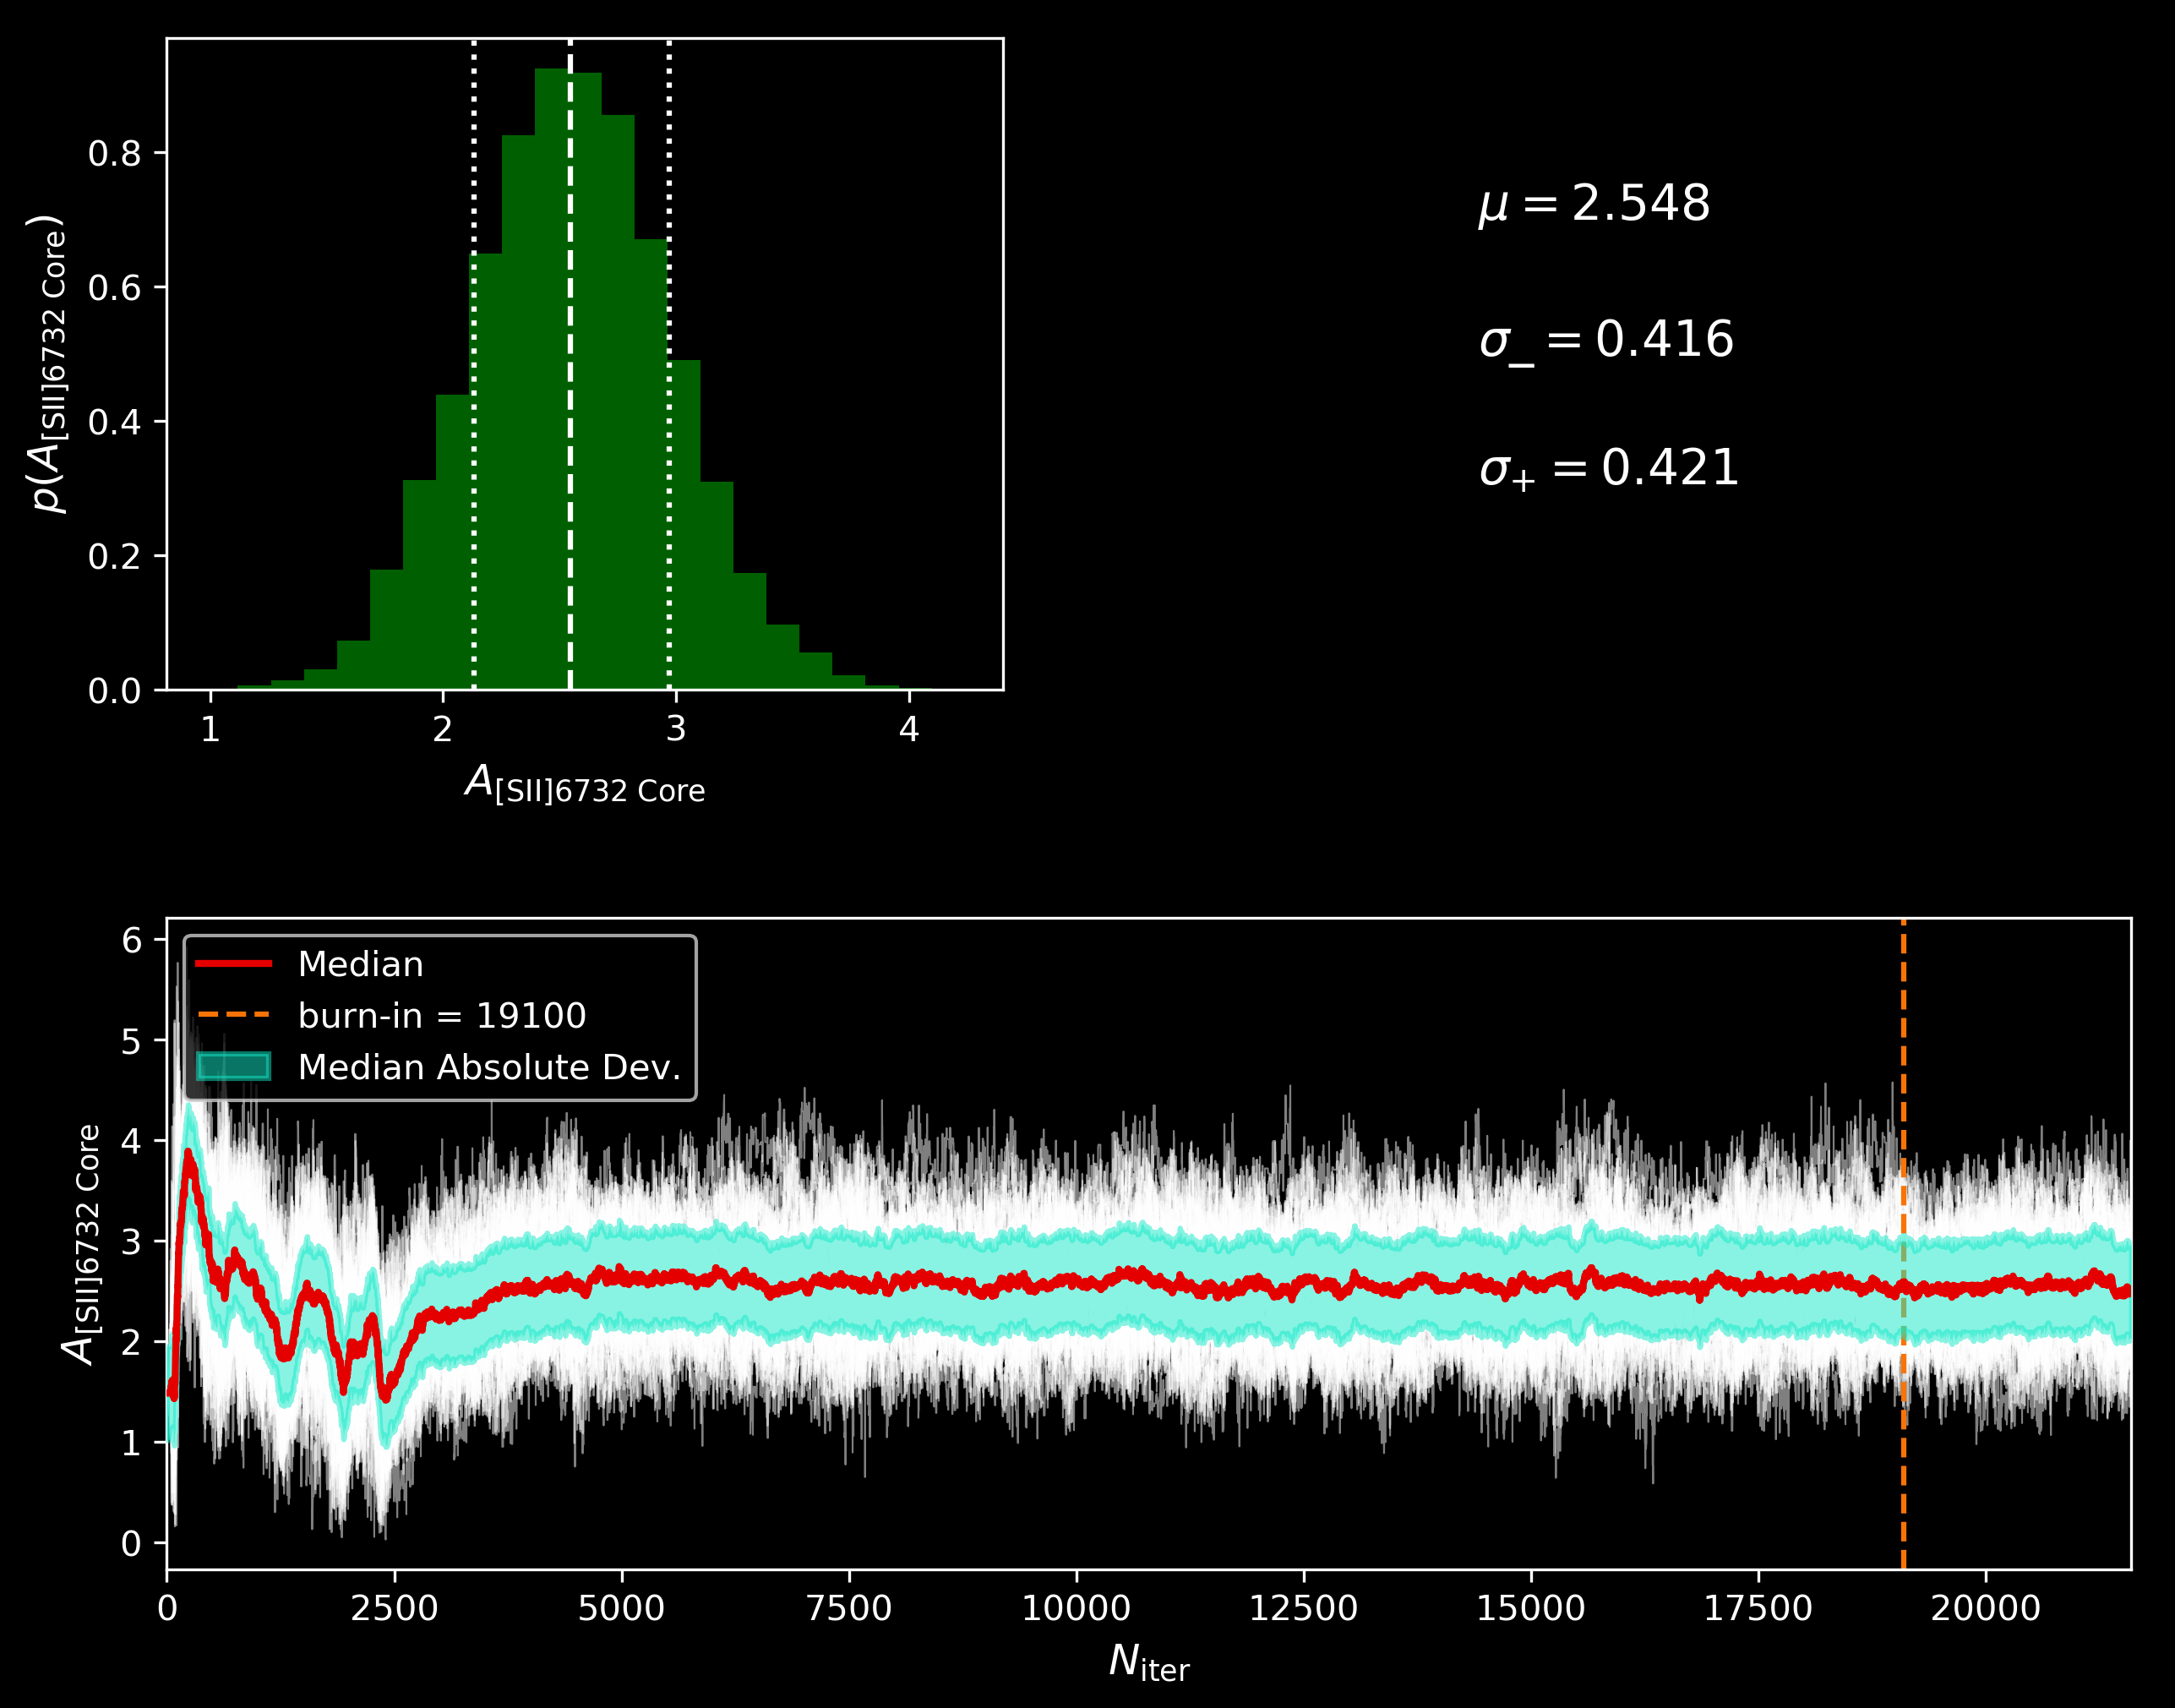 0.8
0.6
0.4
0.2
0.0
p(A[SII]6732 Core)
1 2 3 4
A[SII]6732 Core
μ = 2.548
σ_ = 0.416
σ+ = 0.421
6
5
4
3
2
1
0
A[SII]6732 Core
Median
burn-in = 19100
Median Absolute Dev.
0 2500 5000 7500 10000 12500 15000 17500 20000
Niter